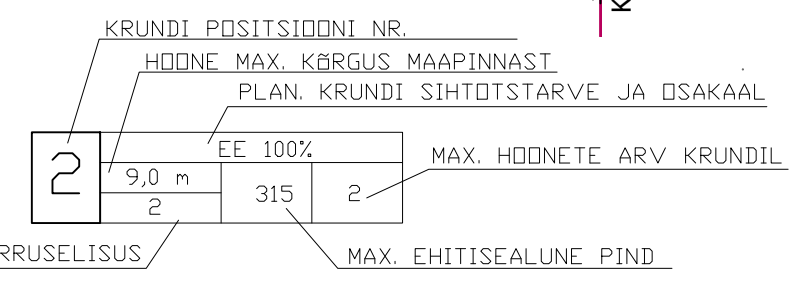 KRUNDI POSITSIOONI NR.
HOONE MAX. KÕRGUS MAAPINNAST
PLAN. KRUNDI SIHTOTSTARVE JA OSAKAAL
2
EE 100%
9,0 m
2
315
2
MAX. HOONETE ARV KRUNDIL
RRUSELISUS
MAX. EHITISEALUNE PIND